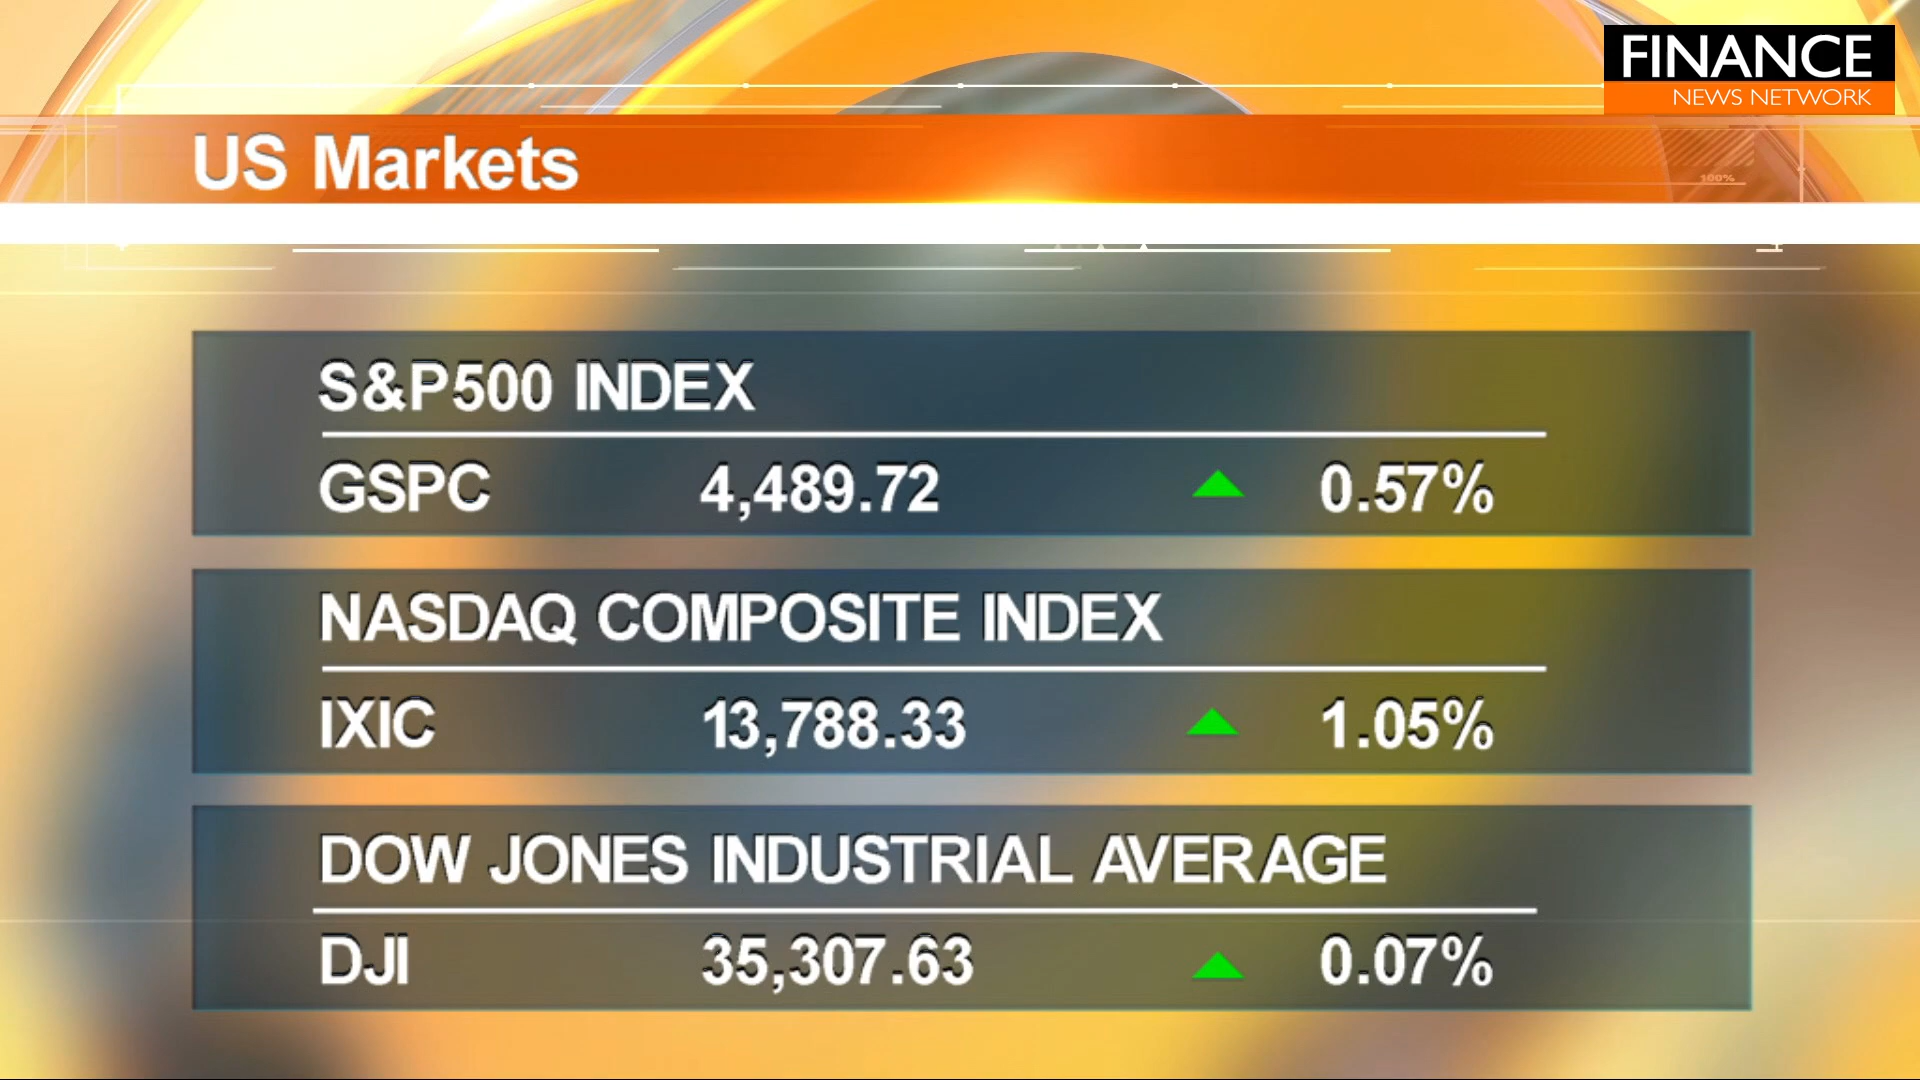 FINANCE
NEWS NETWORK
US Markets
100%
S&P500 INDEX
GSPC 4,489.72 0.57%
NASDAQ COMPOSITE INDEX
IXIC 13,788.33 1.05%
DOW JONES INDUSTRIAL AVERAGE
DJI 35,307.63 0.07%